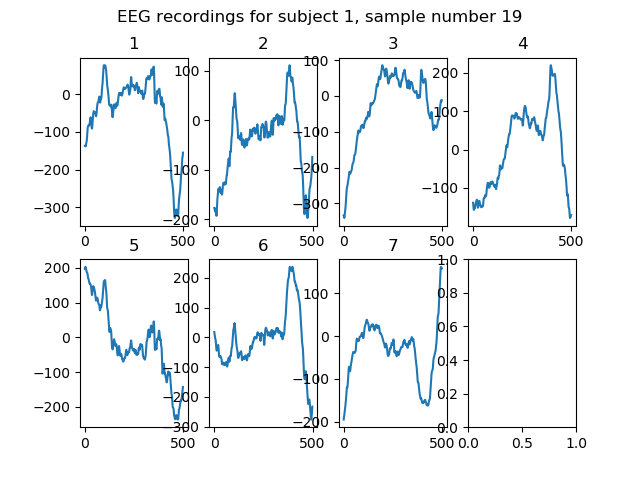 EEG recordings for subject 1, sample number 19
1 2 3 4
0 −100 −200 −300
100 0 −100 −200
100 0 −100 −200 −300
200 100 0 −100
0 500 0 500 0 500 0 500
5 6 7
200 100 0 −100 −200
200 100 0 −100 −200 −300
100 0 −100 −200
1.0 0.8 0.6 0.4 0.2 0.0
0 500 0 500 0 500 0.0 0.5 1.0